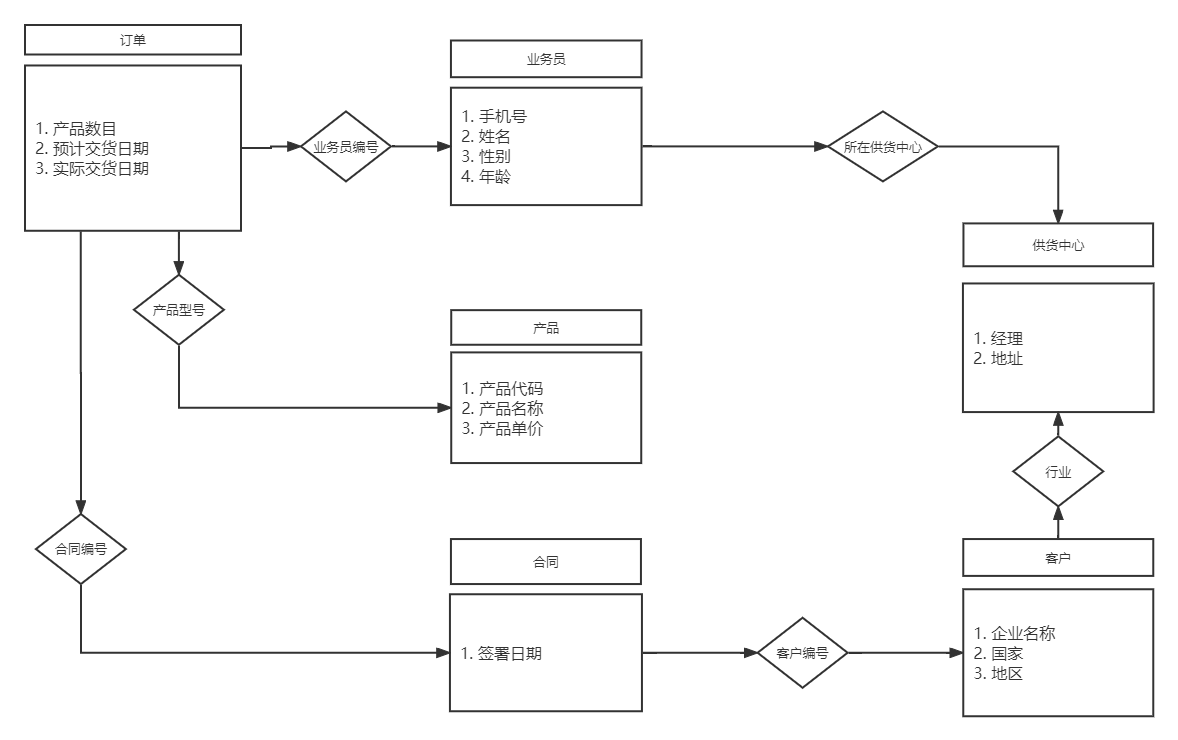 订单
1. 产品数目
2. 预计交货日期
3. 实际交货日期
业务员编号
业务员
1. 手机号
2. 姓名
3. 性别
4. 年龄
所在供货中心
供货中心
1. 经理
2. 地址
产品型号
产品
1. 产品代码
2. 产品名称
3. 产品单价
行业
合同编号
合同
1. 签署日期
客户编号
客户
1. 企业名称
2. 国家
3. 地区